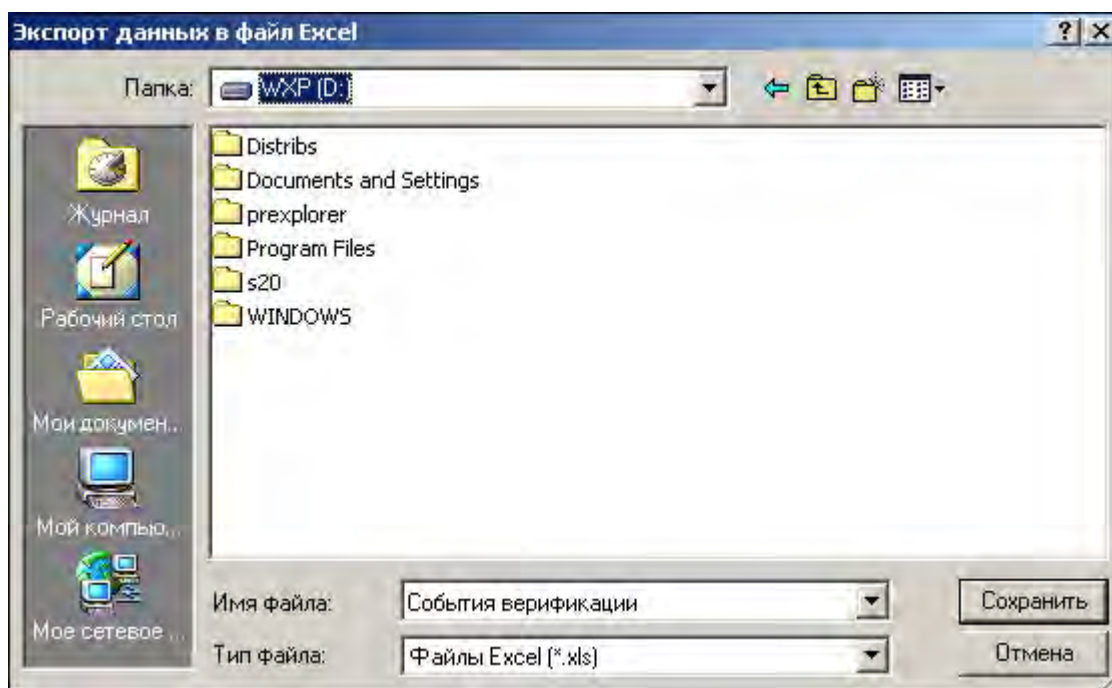 Экспорт данных в файл Excel
Папка: WXP (D:)
Журнал
Рабочий стол
Мои докумен...
Мой компью...
Мое сетевое ...
Distribs
Documents and Settings
prexplorer
Program Files
s20
WINDOWS
Имя файла: События верификации Сохранить
Тип файла: Файлы Excel (*.xls) Отмена